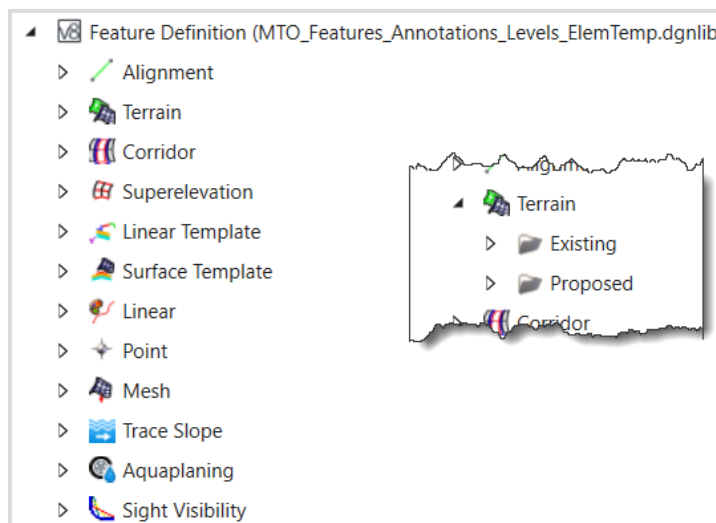 Feature Definition (MTO_Features_Annotations_Levels_ElemTemp.dgnlib
Alignment
Terrain
Corridor
Superelevation
Linear Template
Surface Template
Linear
Point
Mesh
Trace Slope
Aquaplaning
Sight Visibility
Terrain
Existing
Proposed
Corridor